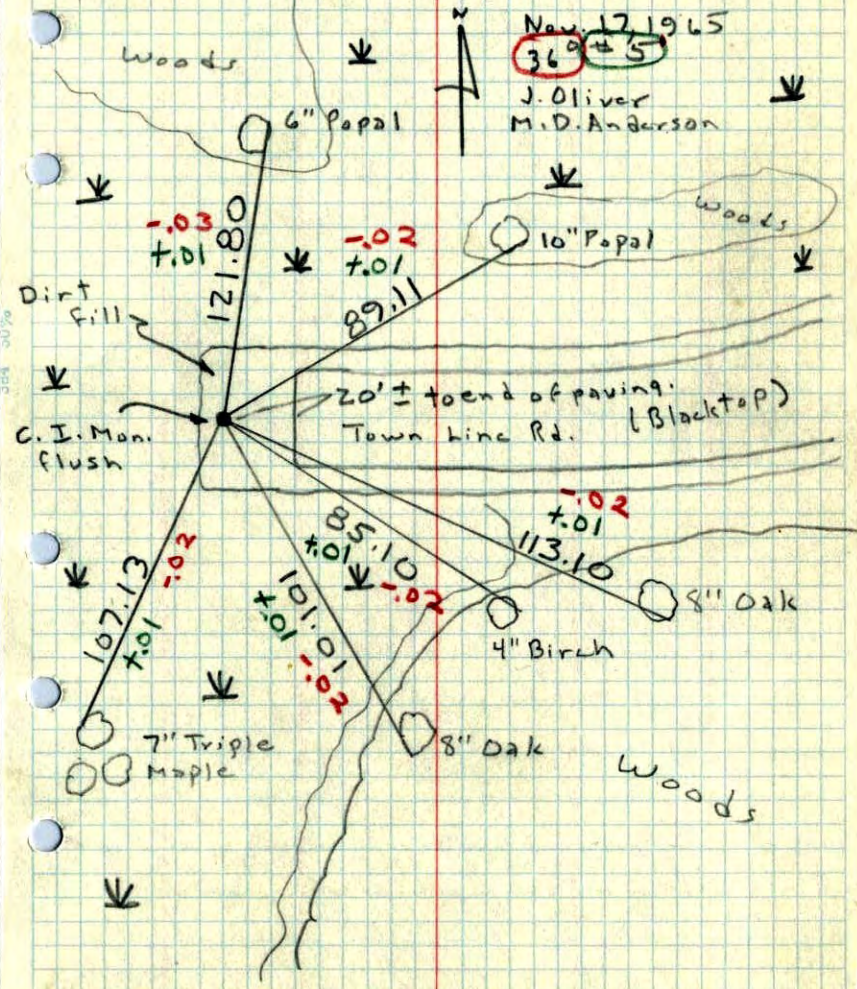 N
Nov. 17, 1965
36° ± 5#
J. Oliver
M.D. Anderson
Woods
6" Popal
Woods
10" Popal
-.03
+.01
121.80
-.02
+.01
89.11
Dirt
Fill
20' ± to end of paving.
(Blacktop)
Town Line Rd.
C. I. Mon.
flush
-.02
+.01
113.10
85.10
+.01
-.02
101.01
+.01
-.02
107.13
-.02
+.01
8" Oak
4" Birch
7" Triple
Maple
8" Oak
Woods